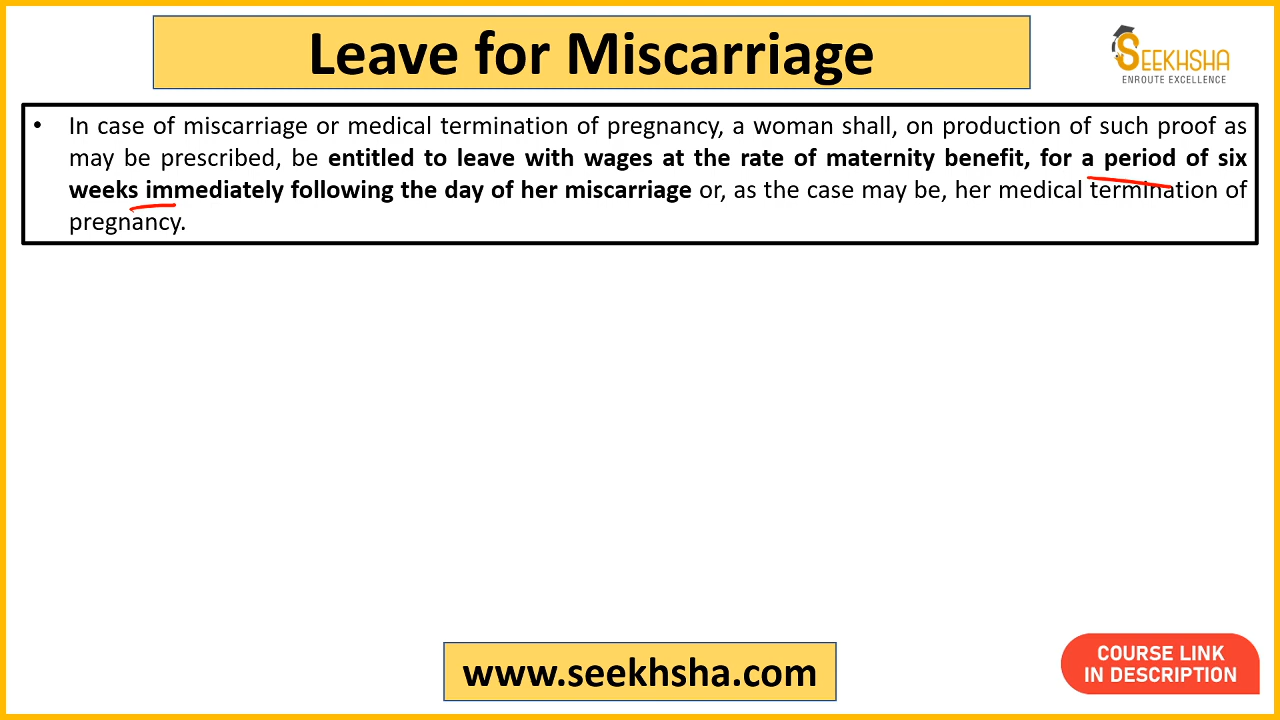 Leave for Miscarriage
SEEKHSHA
ENROUTE EXCELLENCE
• In case of miscarriage or medical termination of pregnancy, a woman shall, on production of such proof as
may be prescribed, be entitled to leave with wages at the rate of maternity benefit, for a period of six
weeks immediately following the day of her miscarriage or, as the case may be, her medical termination of
pregnancy.
www.seekhsha.com
COURSE LINK
IN DESCRIPTION